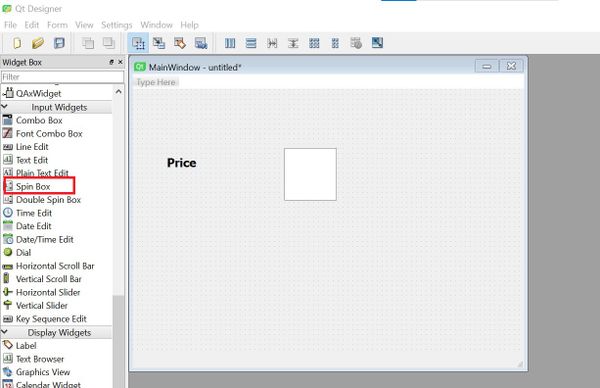 Qt Designer
File Edit Form View Settings Window Help
Widget Box
MainWindow - untitled*
Filter
Type Here
QAxWidget
Input Widgets
Combo Box
Font Combo Box
Line Edit
Text Edit
Plain Text Edit
Price
Spin Box
Double Spin Box
Time Edit
Date Edit
Date/Time Edit
Dial
Horizontal Scroll Bar
Vertical Scroll Bar
Horizontal Slider
Vertical Slider
Key Sequence Edit
Display Widgets
Label
Text Browser
Graphics View
Calendar Widget